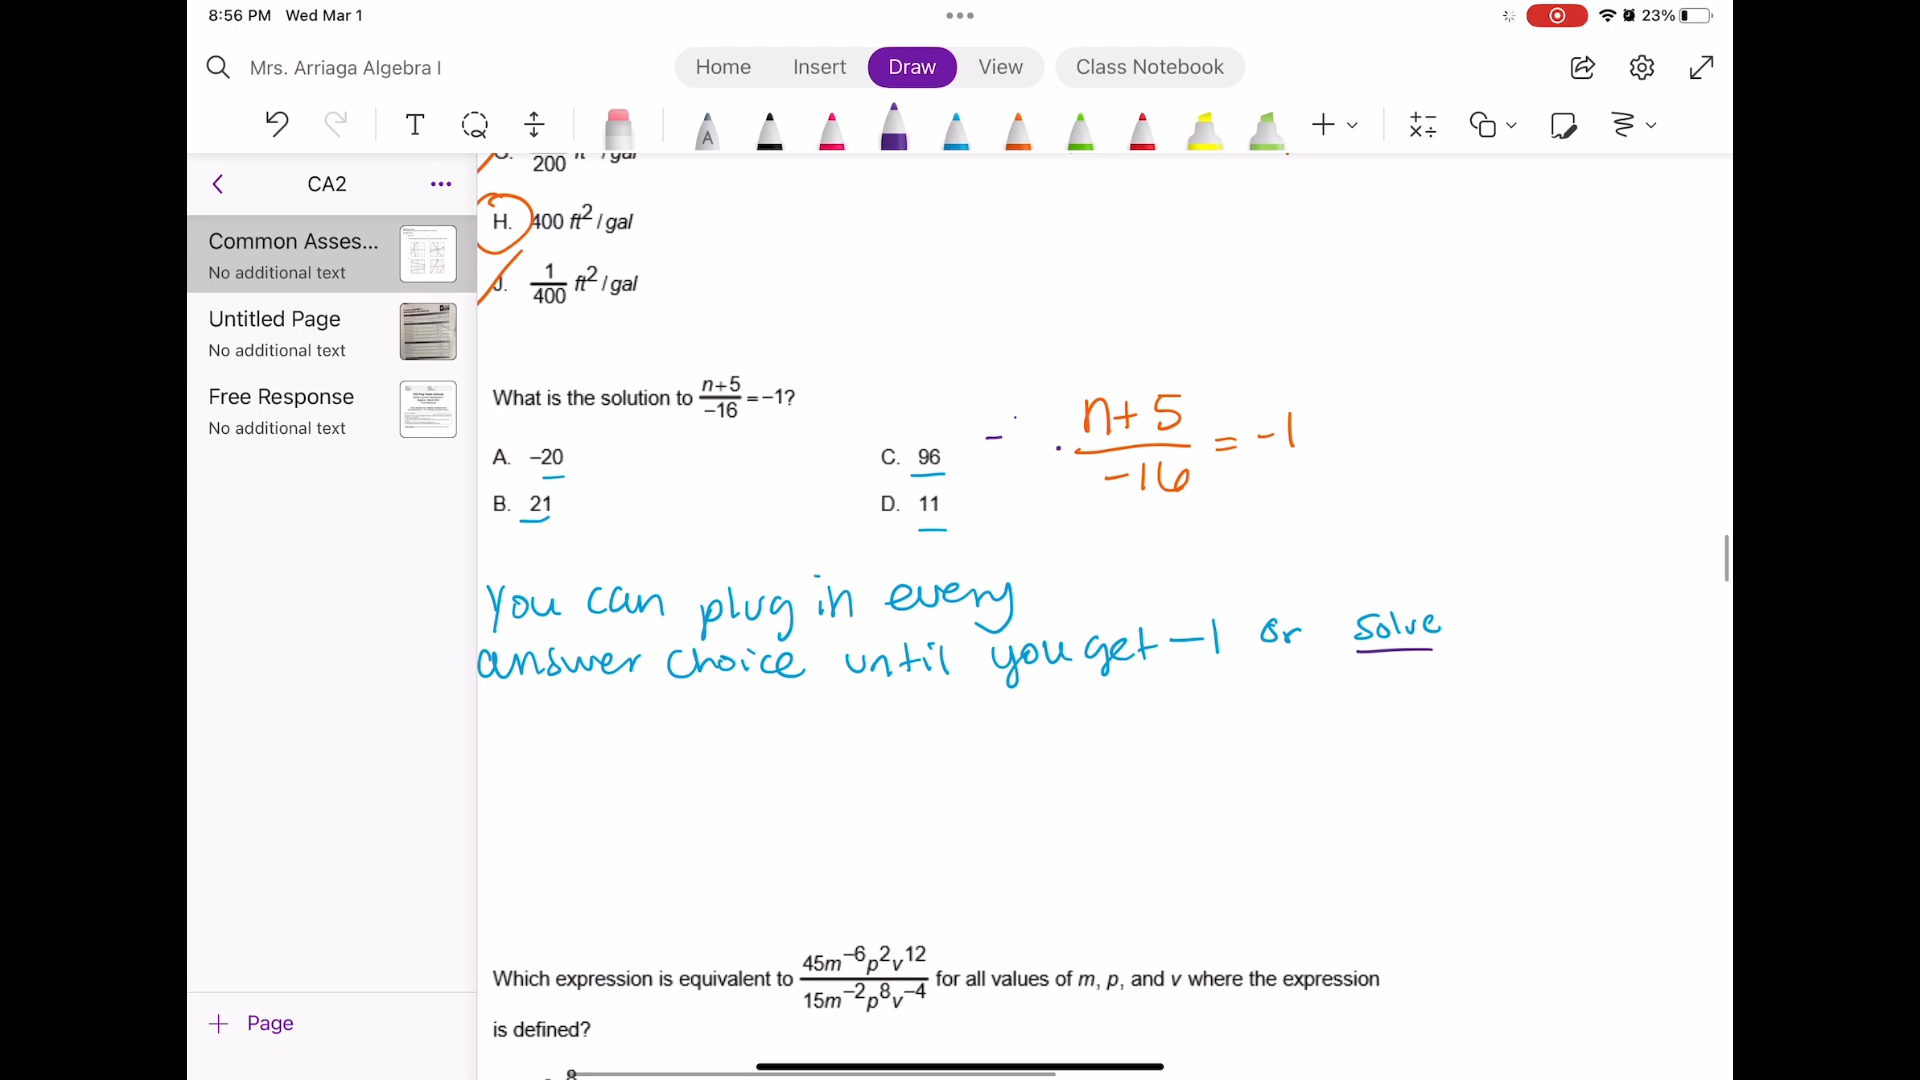 8:56 PM Wed Mar 1
23%
Mrs. Arriaga Algebra I
Home Insert Draw View Class Notebook
T
A
CA2
Common Asses...
No additional text
Untitled Page
No additional text
Free Response
No additional text
Page
200
H. 400 ft² / gal
J. 1/400 ft² / gal
What is the solution to n+5/−16 = −1?
A. −20
C. 96
B. 21
D. 11
n+5/-16 = -1
You can plug in every
answer choice until you get -1 or solve
Which expression is equivalent to 45m⁻⁶p²v¹²/15m⁻²p⁸v⁻⁴ for all values of m, p, and v where the expression
is defined?
8